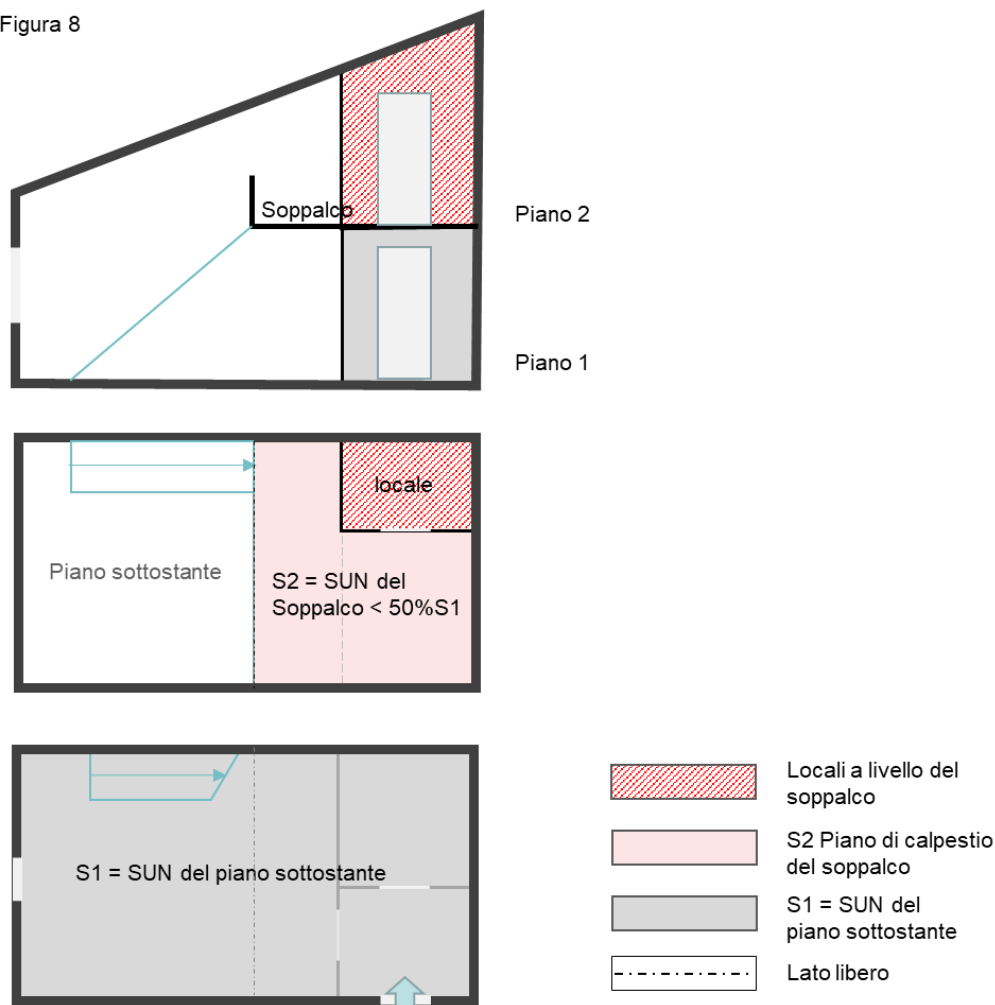 Figura 8
Soppalco
Piano 2
Piano 1
locale
Piano sottostante
S2 = SUN del
Soppalco < 50%S1
S1 = SUN del piano sottostante
Locali a livello del
soppalco
S2 Piano di calpestio
del soppalco
S1 = SUN del
piano sottostante
Lato libero